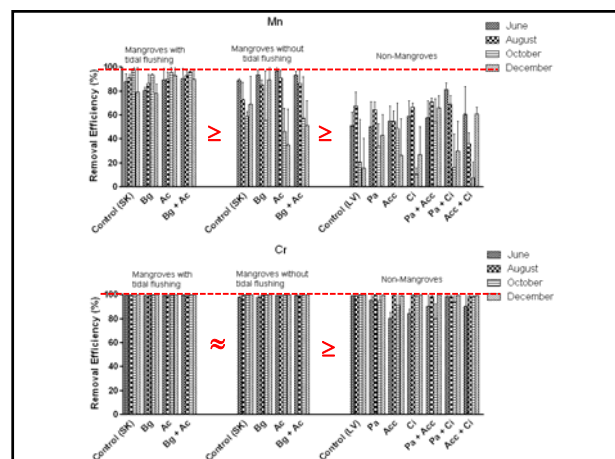 Mn
June
August
October
December
Mangroves with
tidal flushing
Mangroves without
tidal flushing
Non-Mangroves
Removal Efficiency (%)
100
80
60
40
20
0
≥
≥
Control (SK)
Bg
Ac
Bg + Ac
Control (SK)
Bg
Ac
Bg + Ac
Control (LV)
Pa
Acc
Ci
Pa + Acc
Pa + Ci
Acc + Ci
Cr
June
August
October
December
Mangroves with
tidal flushing
Mangroves without
tidal flushing
Non-Mangroves
Removal Efficiency (%)
100
80
60
40
20
0
≈
≥
Control (SK)
Bg
Ac
Bg + Ac
Control (SK)
Bg
Ac
Bg + Ac
Control (LV)
Pa
Acc
Ci
Pa + Acc
Pa + Ci
Acc + Ci